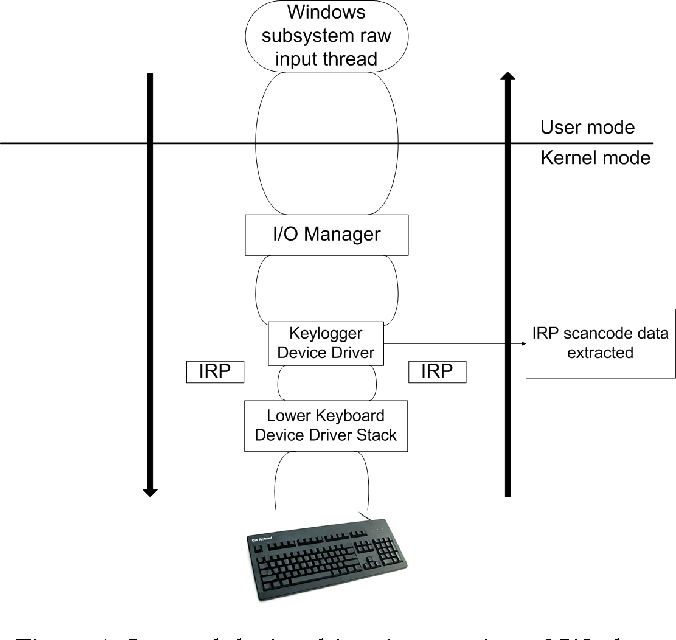 Windows
subsystem raw
input thread
User mode
Kernel mode
I/O Manager
Keylogger
Device Driver
IRP scancode data
extracted
IRP
IRP
Lower Keyboard
Device Driver Stack